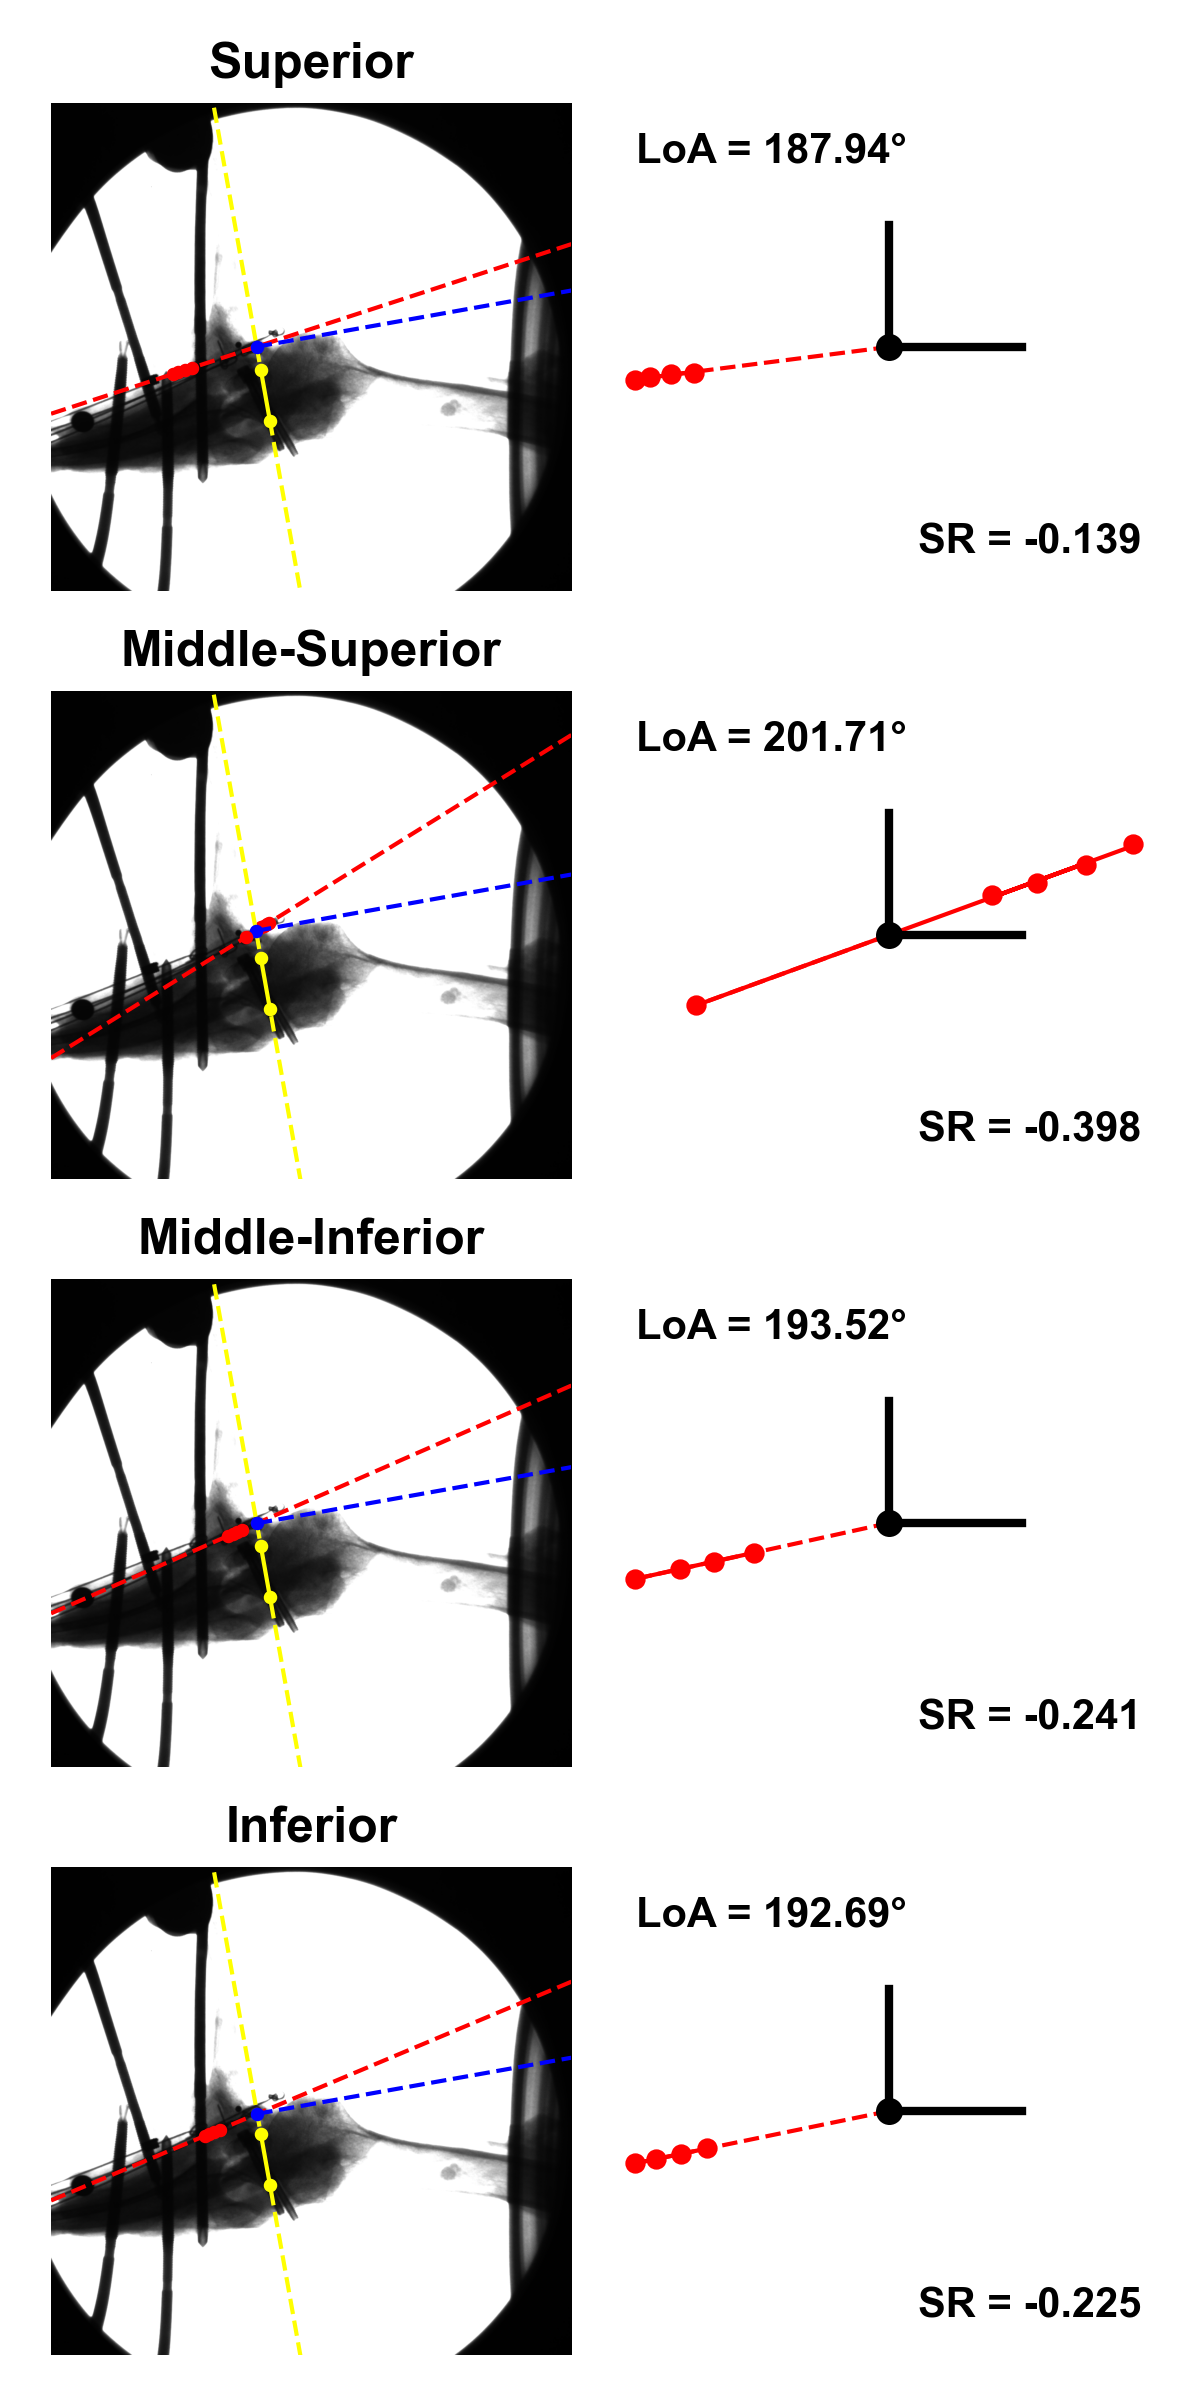 Superior
LoA = 187.94°
SR = -0.139
Middle-Superior
LoA = 201.71°
SR = -0.398
Middle-Inferior
LoA = 193.52°
SR = -0.241
Inferior
LoA = 192.69°
SR = -0.225